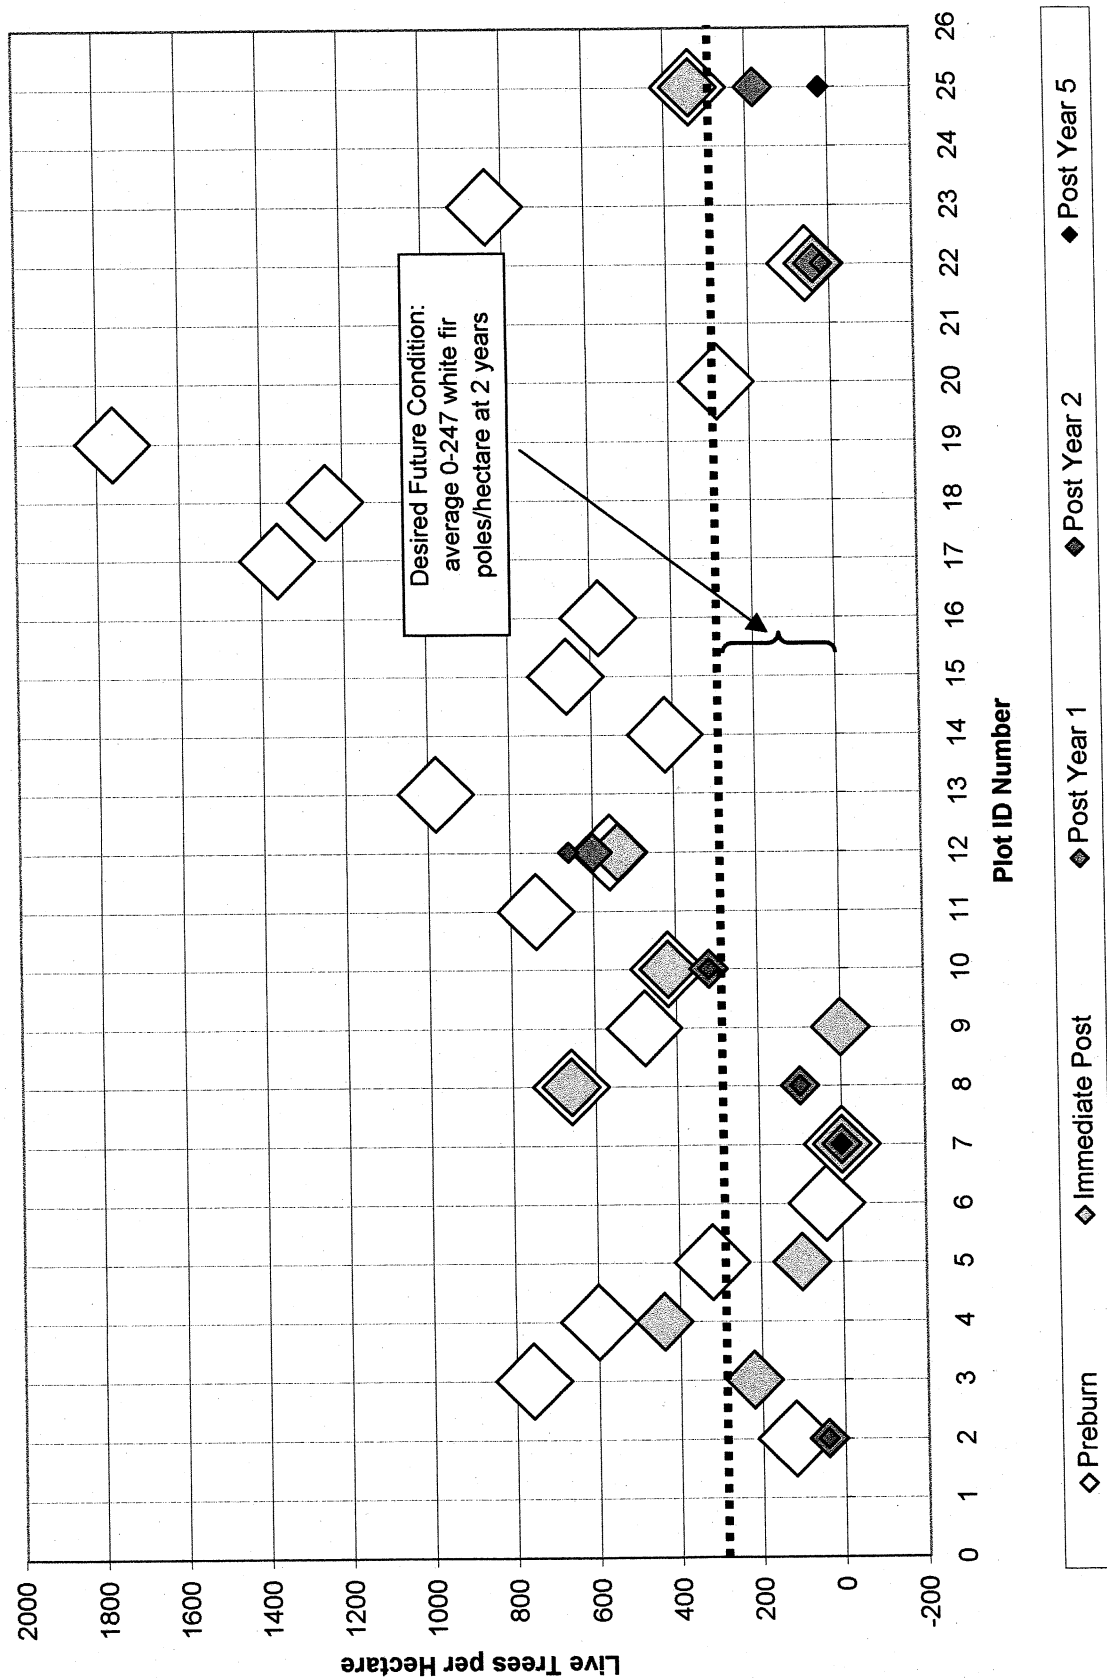 2000
1800
1600
1400
1200
1000
800
600
400
200
0
-200
Live Trees per Hectare
Desired Future Condition:
average 0-247 white fir
poles/hectare at 2 years
0 1 2 3 4 5 6 7 8 9 10 11 12 13 14 15 16 17 18 19 20 21 22 23 24 25 26
Plot ID Number
Preburn Immediate Post Post Year 1 Post Year 2 Post Year 5